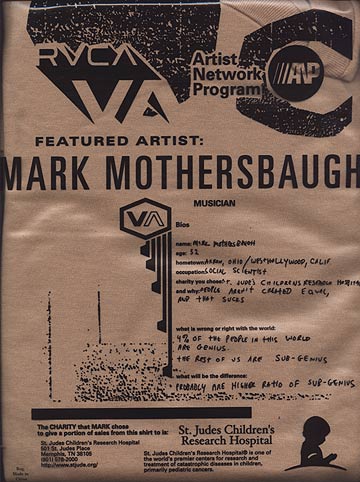 RVCA
VA
Artist
Network
Program
ANP
FEATURED ARTIST:
MARK MOTHERSBAUGH
MUSICIAN
VA
Bios
name: MARK MOTHERSBAUGH
age: 52
hometown: AKRON, OHIO / WEST HOLLYWOOD, CALIF
occupation: SOCIAL SCIENTIST
charity you chose? ST. JUDE'S CHILDRENS RESEARCH HOSPITAL
and why: PEOPLE AREN'T CREATED EQUAL,
AND THAT SUCKS
what is wrong or right with the world:
4% OF THE PEOPLE IN THIS WORLD
ARE GENIUS.
THE REST OF US ARE SUB-GENIUS
what will be the difference:
PROBABLY ARE HIGHER RATIO OF SUB-GENIUS
The CHARITY that MARK chose
to give a portion of sales from this shirt to is:
St. Judes Children's Research Hospital
501 St. Judes Place
Memphis, TN 38105
(901) 578-2000
http://www.stjude.org/
St. Judes Children's
Research Hospital
St. Judes Children's Research Hospital® is one of
the world's premier centers for research and
treatment of catastrophic diseases in children,
primarily pediatric cancers.